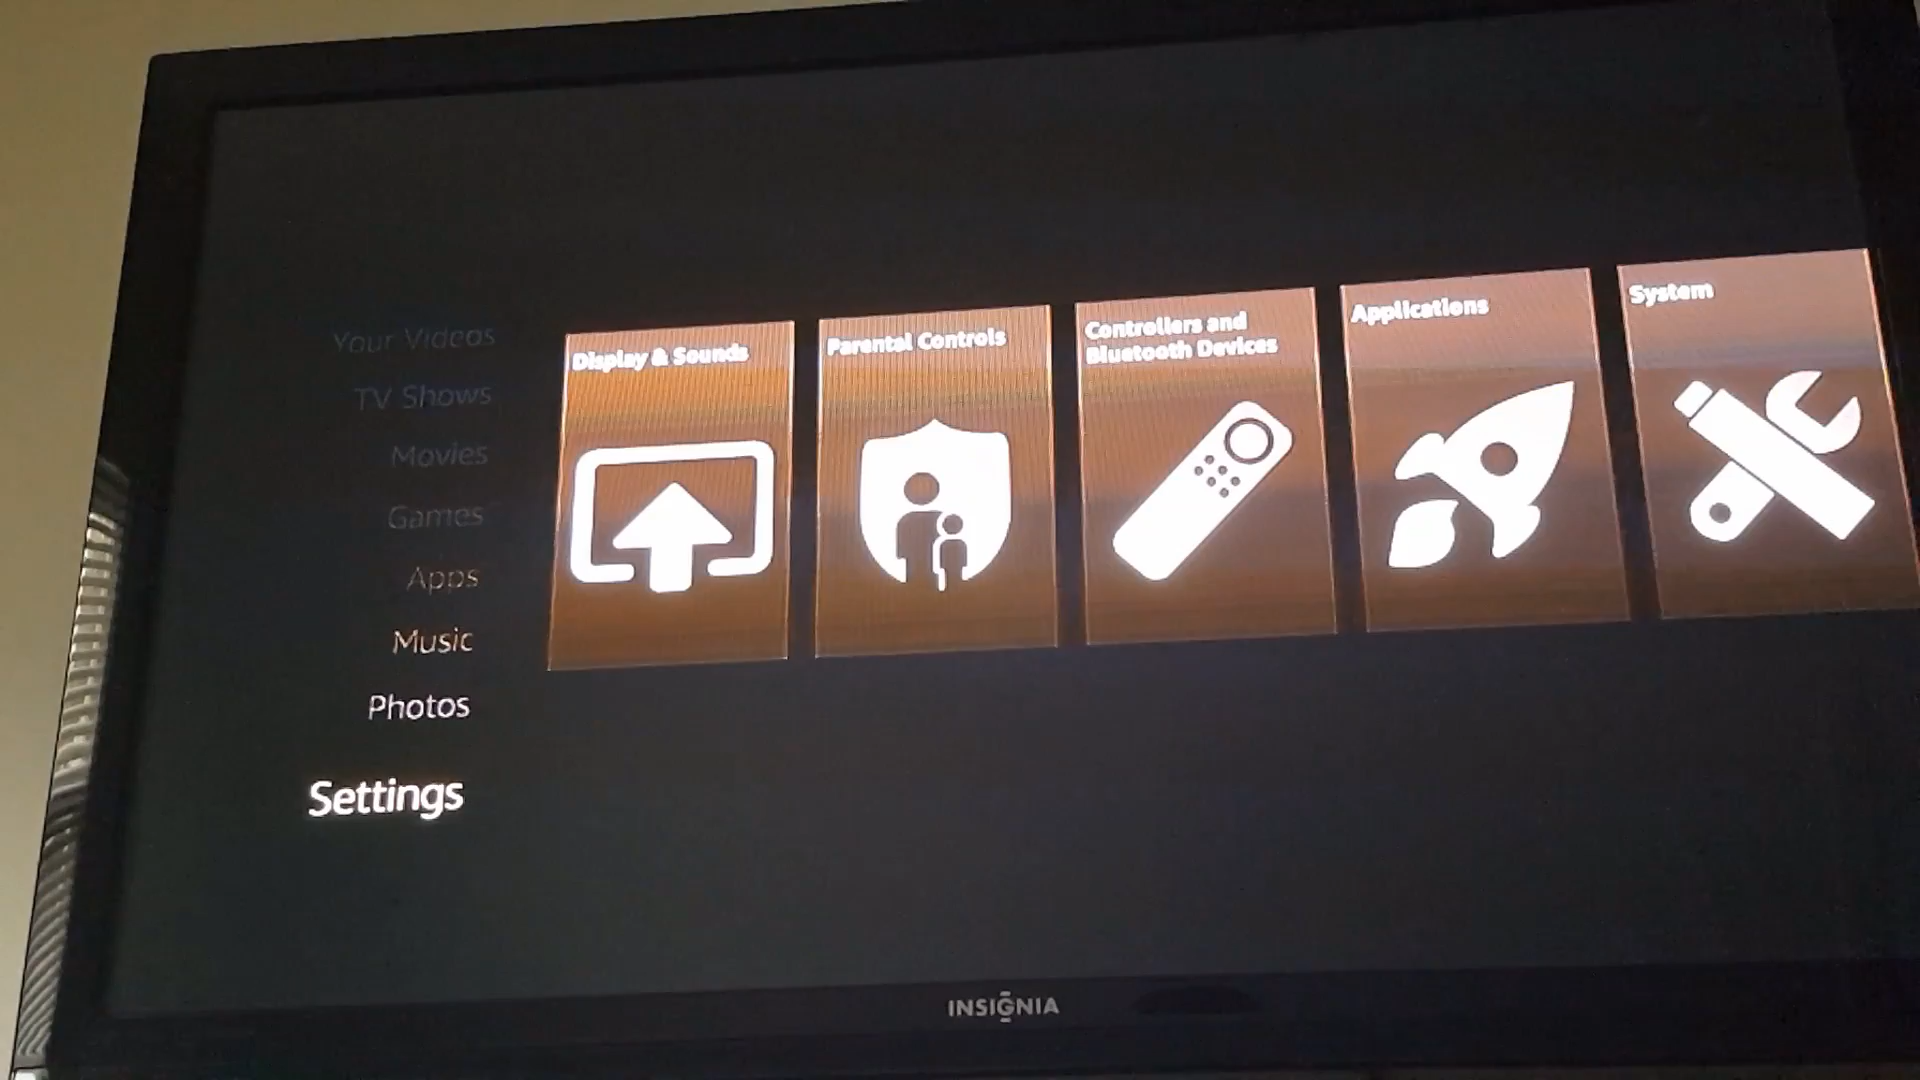 Your Videos
TV Shows
Movies
Games
Apps
Music
Photos
Settings
Display & Sounds
Parental Controls
Controllers and
Bluetooth Devices
Applications
System
INSIGNIA